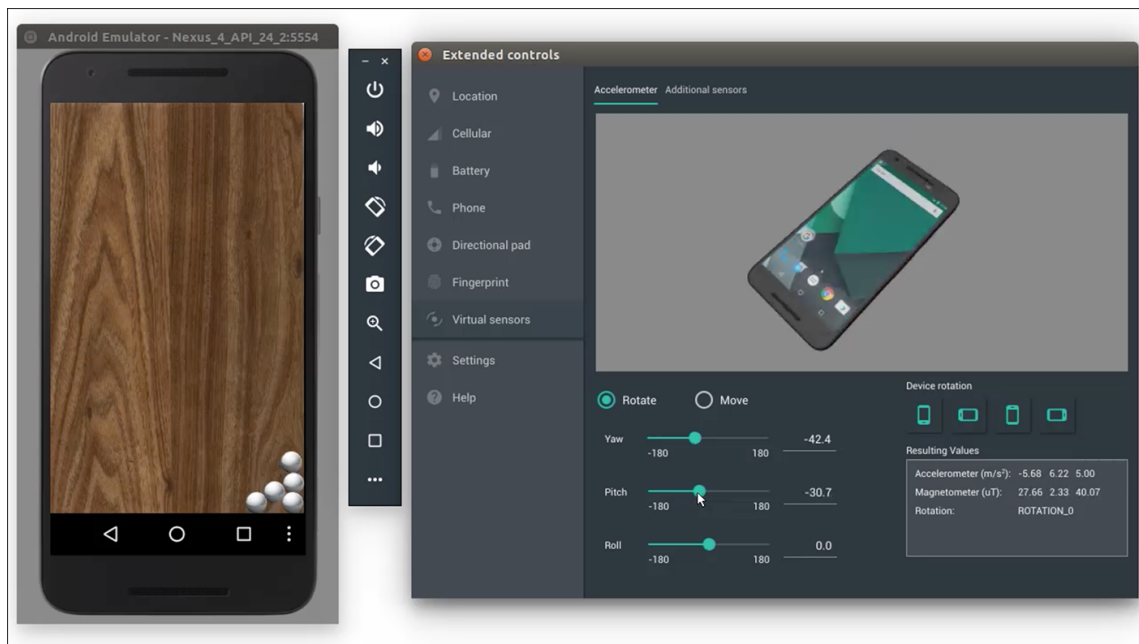 Android Emulator - Nexus_4_API_24_2:5554
Extended controls
Location
Cellular
Battery
Phone
Directional pad
Fingerprint
Virtual sensors
Settings
Help
Accelerometer Additional sensors
Rotate Move
Yaw -42.4
-180 180
Pitch -30.7
-180 180
Roll 0.0
-180 180
Device rotation
Resulting Values
Accelerometer (m/s²): -5.68 6.22 5.00
Magnetometer (uT): 27.66 2.33 40.07
Rotation: ROTATION_0